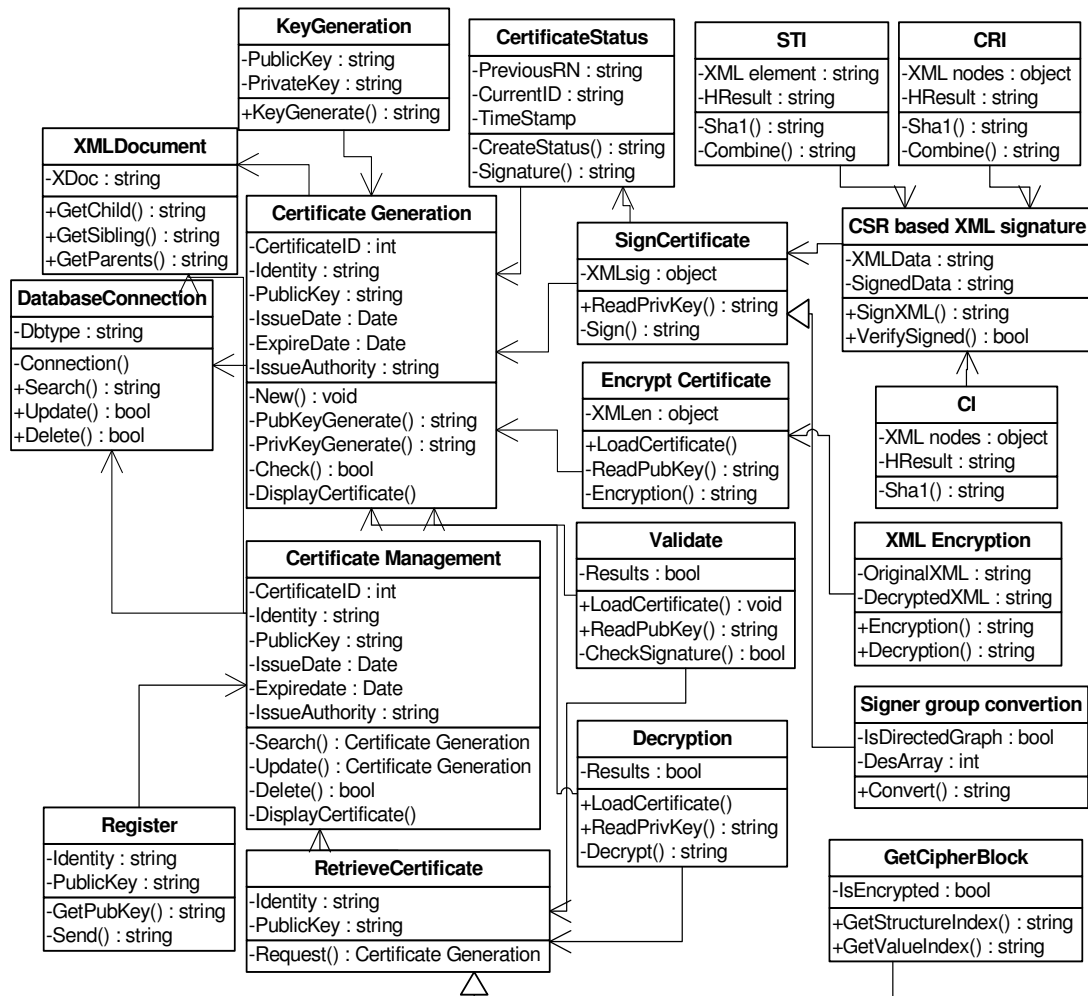 KeyGeneration
-PublicKey : string
-PrivateKey : string
+KeyGenerate() : string
CertificateStatus
-PreviousRN : string
-CurrentID : string
-TimeStamp
-CreateStatus() : string
-Signature() : string
STI
-XML element : string
-HResult : string
-Sha1() : string
-Combine() : string
CRI
-XML nodes : object
-HResult : string
-Sha1() : string
-Combine() : string
XMLDocument
-XDoc : string
+GetChild() : string
+GetSibling() : string
+GetParents() : string
Certificate Generation
-CertificateID : int
-Identity : string
-PublicKey : string
-IssueDate : Date
-ExpireDate : Date
-IssueAuthority : string
-New() : void
-PubKeyGenerate() : string
-PrivKeyGenerate() : string
-Check() : bool
-DisplayCertificate()
SignCertificate
-XMLsig : object
+ReadPrivKey() : string
-Sign() : string
CSR based XML signature
-XMLData : string
-SignedData : string
+SignXML() : string
+VerifySigned() : bool
DatabaseConnection
-Dbtype : string
-Connection()
+Search() : string
+Update() : bool
+Delete() : bool
Encrypt Certificate
-XMLen : object
+LoadCertificate()
-ReadPubKey() : string
-Encryption() : string
CI
-XML nodes : object
-HResult : string
-Sha1() : string
Certificate Management
-CertificateID : int
-Identity : string
-PublicKey : string
-IssueDate : Date
-Expiredate : Date
-IssueAuthority : string
-Search() : Certificate Generation
-Update() : Certificate Generation
-Delete() : bool
-DisplayCertificate()
Validate
-Results : bool
+LoadCertificate() : void
+ReadPubKey() : string
-CheckSignature() : bool
XML Encryption
-OriginalXML : string
-DecryptedXML : string
+Encryption() : string
+Decryption() : string
Signer group convertion
-IsDirectedGraph : bool
-DesArray : int
+Convert() : string
Decryption
-Results : bool
+LoadCertificate()
+ReadPrivKey() : string
-Decrypt() : string
Register
-Identity : string
-PublicKey : string
-GetPubKey() : string
-Send() : string
RetrieveCertificate
-Identity : string
-PublicKey : string
-Request() : Certificate Generation
GetCipherBlock
-IsEncrypted : bool
+GetStructureIndex() : string
+GetValueIndex() : string